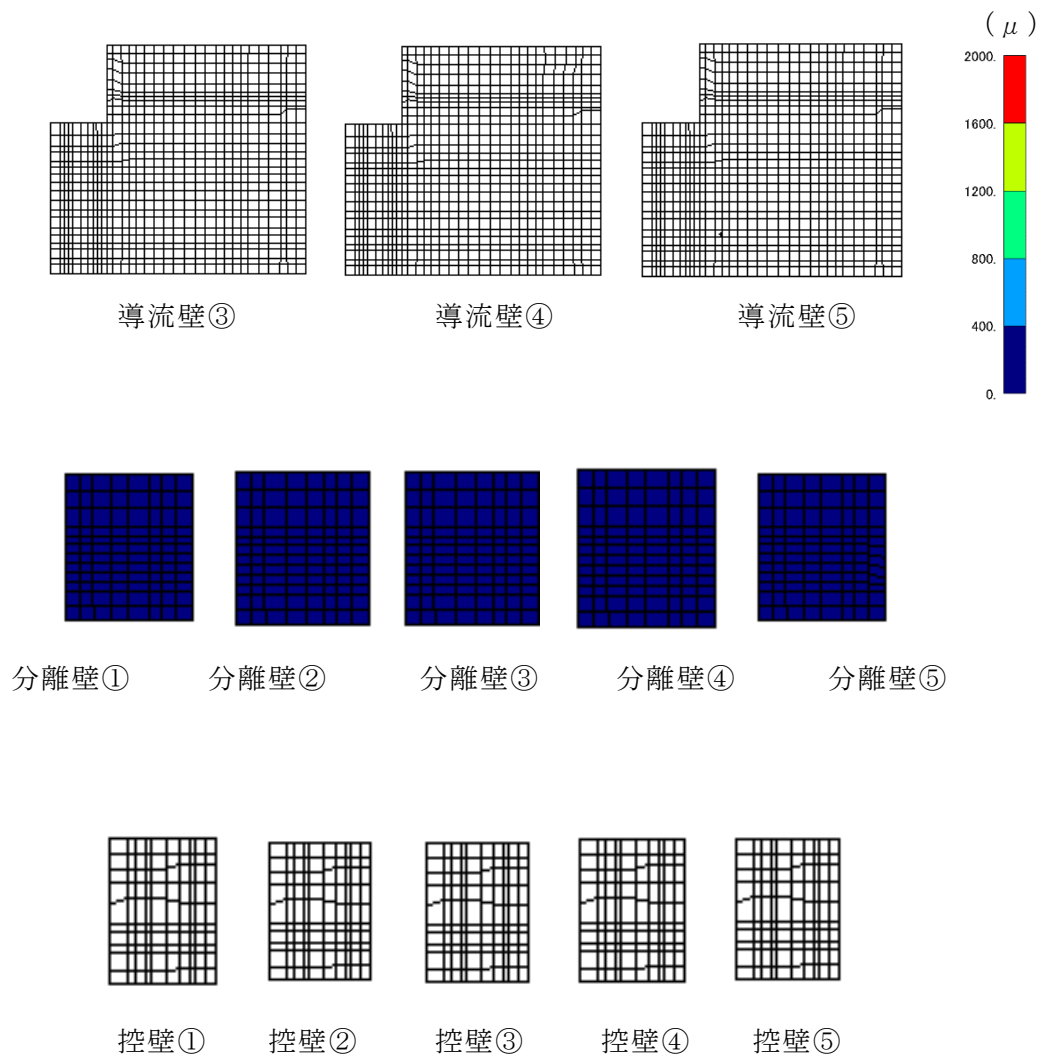 (μ)
2000.
1600.
1200.
800.
400.
0.
導流壁③ 導流壁④ 導流壁⑤
分離壁① 分離壁② 分離壁③ 分離壁④ 分離壁⑤
控壁① 控壁② 控壁③ 控壁④ 控壁⑤